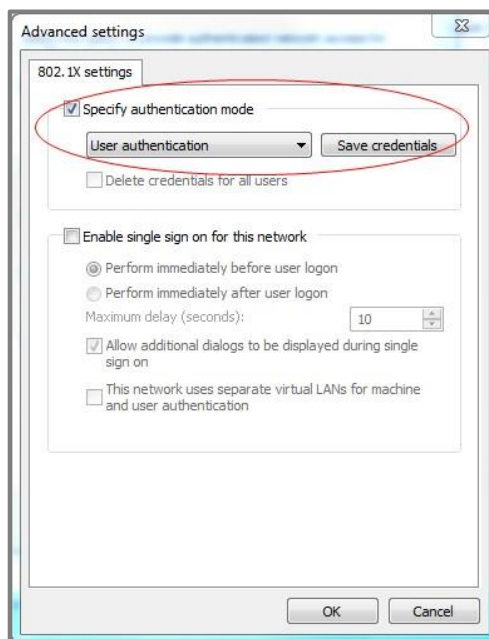 Advanced settings
802.1X settings
Specify authentication mode
User authentication
Save credentials
Delete credentials for all users
Enable single sign on for this network
Perform immediately before user logon
Perform immediately after user logon
Maximum delay (seconds):
10
Allow additional dialogs to be displayed during single
sign on
This network uses separate virtual LANs for machine
and user authentication
OK
Cancel